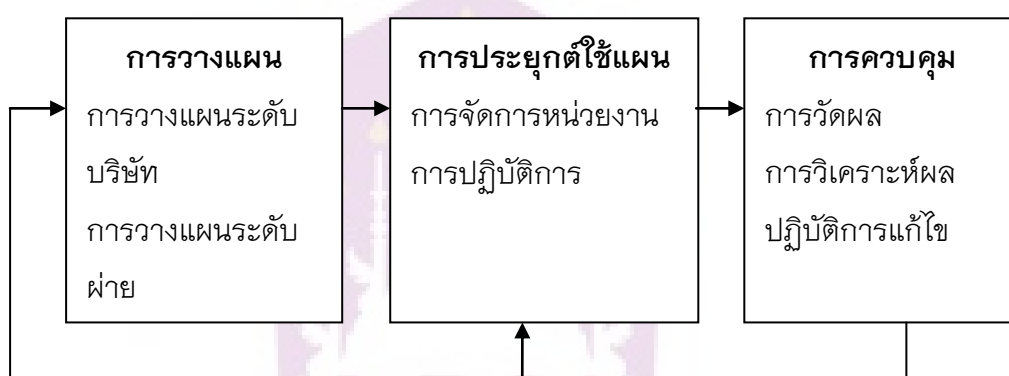 การวางแผน
การวางแผนระดับ
บริษัท
การวางแผนระดับ
ผ่าย
การประยุกต์ใช้แผน
การจัดการหน่วยงาน
การปฏิบัติการ
การควบคุม
การวัดผล
การวิเคราะห์ผล
ปฏิบัติการแก้ไข